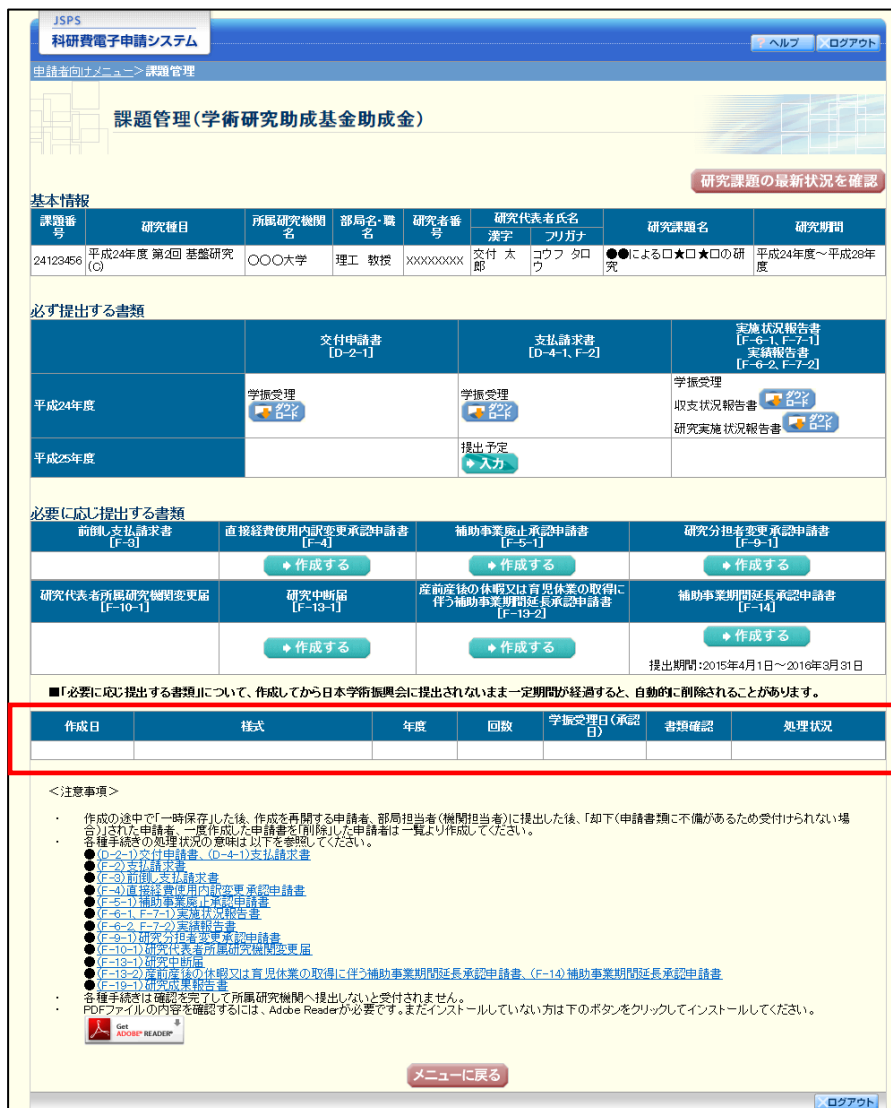 JSPS
科研費電子申請システム
ヘルプ
ログアウト
申請者向けメニュー>課題管理
課題管理(学術研究助成基金助成金)
研究課題の最新状況を確認
基本情報
課題番号 研究種目 所属研究機関名 部局名・職名 研究者番号 研究代表者氏名 研究課題名 研究期間
漢字 フリガナ
24123456 平成24年度 第2回 基盤研究(C) ○○○大学 理工 教授 XXXXXXXX 交付 太郎 コウフ タロウ ●●による□★□★□の研究 平成24年度~平成28年度
必ず提出する書類
交付申請書
[D-2-1]
支払請求書
[D-4-1、F-2]
実施状況報告書
[F-6-1、F-7-1]
実績報告書
[F-6-2、F-7-2]
平成24年度
学振受理
ダウンロード
学振受理
ダウンロード
学振受理
収支状況報告書 ダウンロード
研究実施状況報告書 ダウンロード
平成25年度
提出予定
入力
必要に応じ提出する書類
前倒し支払請求書
[F-3]
直接経費使用内訳変更承認申請書
[F-4]
補助事業廃止承認申請書
[F-5-1]
研究分担者変更承認申請書
[F-9-1]
作成する
作成する
作成する
研究代表者所属研究機関変更届
[F-10-1]
研究中断届
[F-13-1]
産前産後の休暇又は育児休業の取得に
伴う補助事業期間延長承認申請書
[F-13-2]
補助事業期間延長承認申請書
[F-14]
作成する
作成する
作成する
提出期間:2015年4月1日~2016年3月31日
■「必要に応じ提出する書類」について、作成してから日本学術振興会に提出されないまま一定期間が経過すると、自動的に削除されることがあります。
作成日 様式 年度 回数 学振受理日(承認日) 書類確認 処理状況
<注意事項>
・ 作成の途中で「一時保存」した後、作成を再開する申請者、部局担当者(機関担当者)に提出した後、「却下(申請書類に不備があるため受付けられない場
合)」された申請者、一度作成した申請書を「削除」した申請者は一覧より作成してください。
・ 各種手続きの処理状況の意味は以下を参照してください。
●(D-2-1)交付申請書、(D-4-1)支払請求書
●(F-2)支払請求書
●(F-3)前倒し支払請求書
●(F-4)直接経費使用内訳変更承認申請書
●(F-5-1)補助事業廃止承認申請書
●(F-6-1、F-7-1)実施状況報告書
●(F-6-2、F-7-2)実績報告書
●(F-9-1)研究分担者変更承認申請書
●(F-10-1)研究代表者所属研究機関変更届
●(F-13-1)研究中断届
●(F-13-2)産前産後の休暇又は育児休業の取得に伴う補助事業期間延長承認申請書、(F-14)補助事業期間延長承認申請書
●(F-19-1)研究成果報告書
・ 各種手続きは確認を完了して所属研究機関へ提出しないと受付されません。
・ PDFファイルの内容を確認するには、Adobe Readerが必要です。まだインストールしていない方は下のボタンをクリックしてインストールしてください。
Get
ADOBE® READER®
メニューに戻る
ログアウト